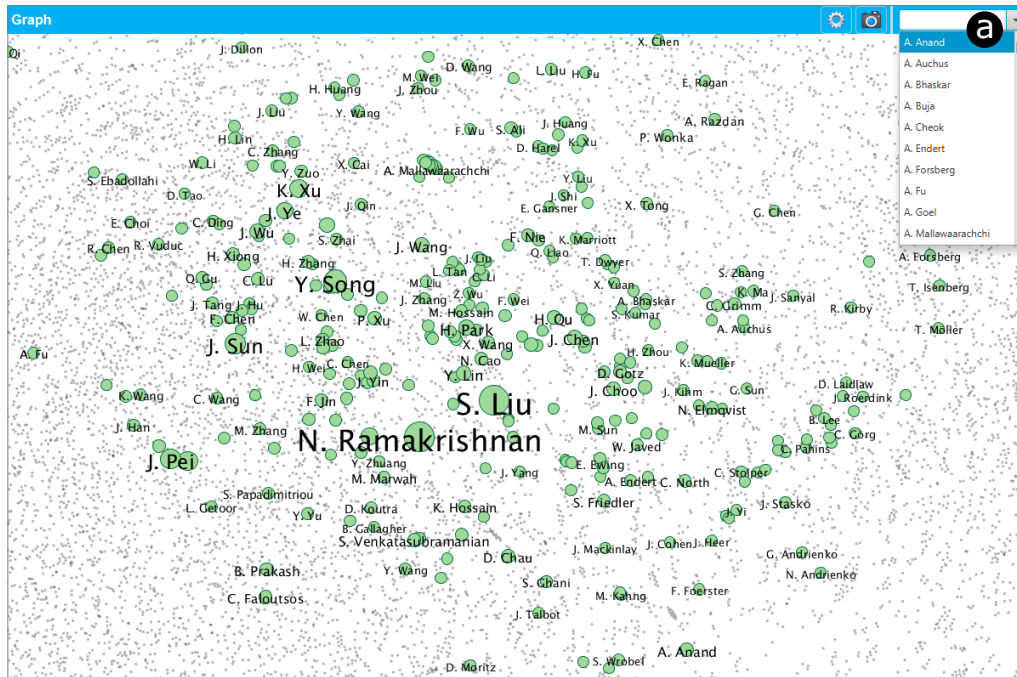 Graph
a
A. Anand
A. Auchus
A. Bhaskar
A. Buja
A. Cheok
A. Endert
A. Forsberg
A. Fu
A. Goel
A. Mallawaarachchi
Qi
J. Dillon
X. Chen
D. Wang
M. Wei
L. Liu
H. Fu
H. Huang
J. Zhou
E. Ragan
J. Liu
Y. Wang
J. Huang
A. Razdan
F. Wu
S. Ali
P. Wonka
H. Lin
D. Harel
K. Xu
C. Zhang
W. Li
X. Cai
A. Mallawaarachchi
Y. Zuo
S. Ebadollahi
Y. Liu
K. Xu
D. Tao
J. Shi
J. Qin
E. Gansner
X. Tong
J. Ye
G. Chen
E. Choi
C. Ding
J. Wu
S. Zhai
F. Nie
K. Marriott
R. Chen
R. Vuduc
J. Wang
Q. Liao
H. Xiong
J. Liu
A. Forsberg
H. Zhang
T. Dwyer
L. Tan
S. Zhang
Q. Gu
C. Lu
Y. Song
M. Liu
C. Li
X. Yuan
T. Isenberg
K. Ma
J. Sanyal
J. Tang
J. Hu
J. Zhang
Z. Wu
F. Wei
A. Bhaskar
C. Grimm
R. Kirby
F. Chen
W. Chen
P. Xu
M. Hossain
H. Qu
S. Kumar
H. Park
A. Auchus
T. Moller
J. Sun
L. Zhao
X. Wang
J. Chen
A. Fu
H. Zhou
N. Cao
H. Wei
C. Chen
K. Mueller
Y. Lin
D. Gotz
J. Yin
D. Laidlaw
K. Wang
C. Wang
F. Jin
S. Liu
J. Choo
J. Kihm
G. Sun
J. Roerdink
N. Elmqvist
B. Lee
J. Han
M. Zhang
N. Ramakrishnan
M. Sun
C. Gorg
W. Javed
C. Pahins
J. Pei
Y. Zhuang
E. Ewing
M. Marwah
J. Yang
A. Endert
C. North
C. Stolper
S. Papadimitriou
S. Friedler
J. Stasko
L. Getoor
Y. Yu
D. Koutra
K. Hossain
J. Yi
B. Gallagher
S. Venkatasubramanian
J. Mackinlay
J. Cohen
J. Heer
D. Chau
G. Andrienko
B. Prakash
Y. Wang
N. Andrienko
S. Ghani
F. Foerster
C. Faloutsos
M. Kahng
J. Talbot
A. Anand
D. Moritz
S. Wrobel